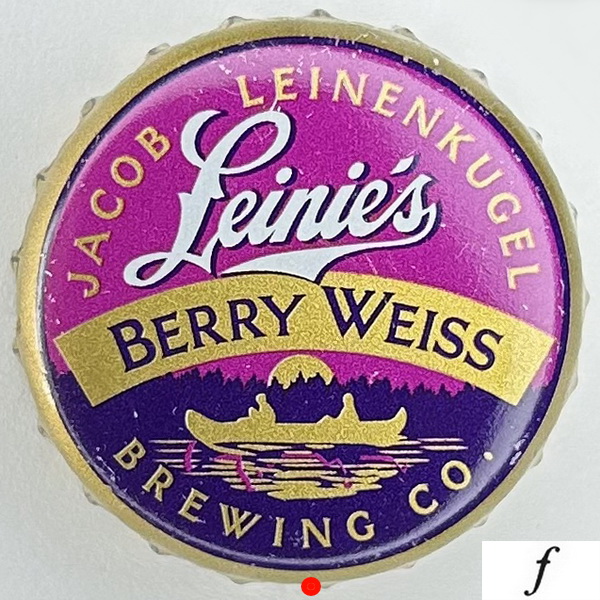 JACOB LEINENKUGEL
Leinie's
BERRY WEISS
BREWING CO.
f